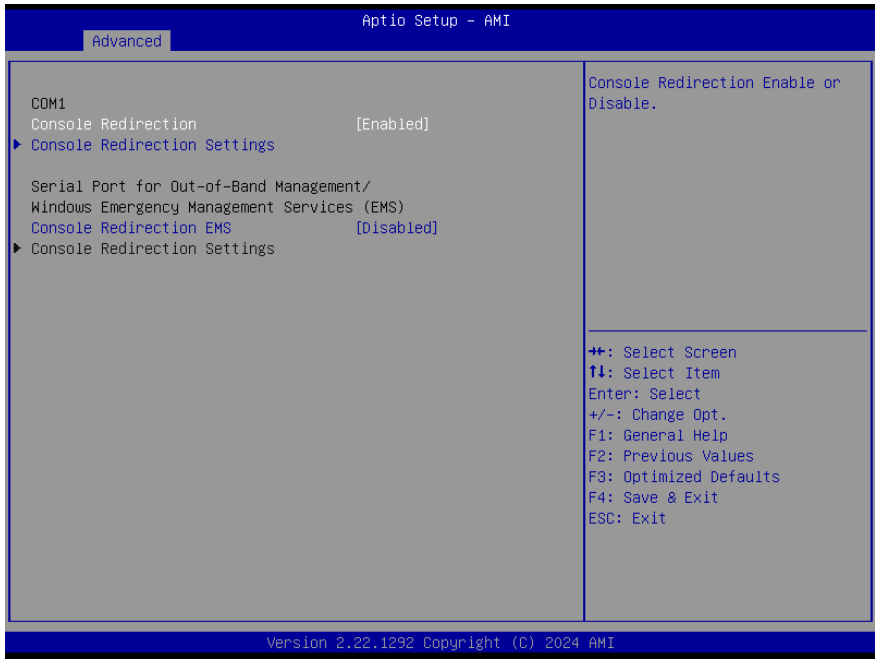 Aptio Setup - AMI
Advanced
COM1
Console Redirection [Enabled]
Console Redirection Settings
Serial Port for Out-of-Band Management/
Windows Emergency Management Services (EMS)
Console Redirection EMS [Disabled]
Console Redirection Settings
Console Redirection Enable or
Disable.
→←: Select Screen
↑↓: Select Item
Enter: Select
+/-: Change Opt.
F1: General Help
F2: Previous Values
F3: Optimized Defaults
F4: Save & Exit
ESC: Exit
Version 2.22.1292 Copyright (C) 2024 AMI